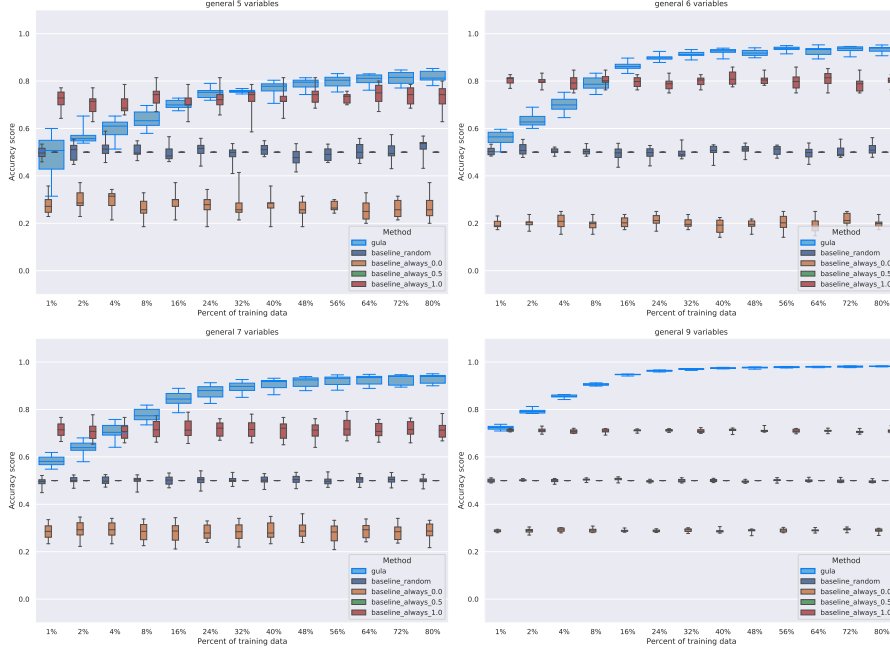 general 5 variables
1.0
0.8
0.6
0.4
0.2
0.0
Accuracy score
1% 2% 4% 8% 16% 24% 32% 40% 48% 56% 64% 72% 80%
Percent of training data
Method
gula
baseline_random
baseline_always_0.0
baseline_always_0.5
baseline_always_1.0
general 6 variables
1.0
0.8
0.6
0.4
0.2
0.0
Accuracy score
1% 2% 4% 8% 16% 24% 32% 40% 48% 56% 64% 72% 80%
Percent of training data
Method
gula
baseline_random
baseline_always_0.0
baseline_always_0.5
baseline_always_1.0
general 7 variables
1.0
0.8
0.6
0.4
0.2
0.0
Accuracy score
1% 2% 4% 8% 16% 24% 32% 40% 48% 56% 64% 72% 80%
Percent of training data
Method
gula
baseline_random
baseline_always_0.0
baseline_always_0.5
baseline_always_1.0
general 9 variables
1.0
0.8
0.6
0.4
0.2
0.0
Accuracy score
1% 2% 4% 8% 16% 24% 32% 40% 48% 56% 64% 72% 80%
Percent of training data
Method
gula
baseline_random
baseline_always_0.0
baseline_always_0.5
baseline_always_1.0